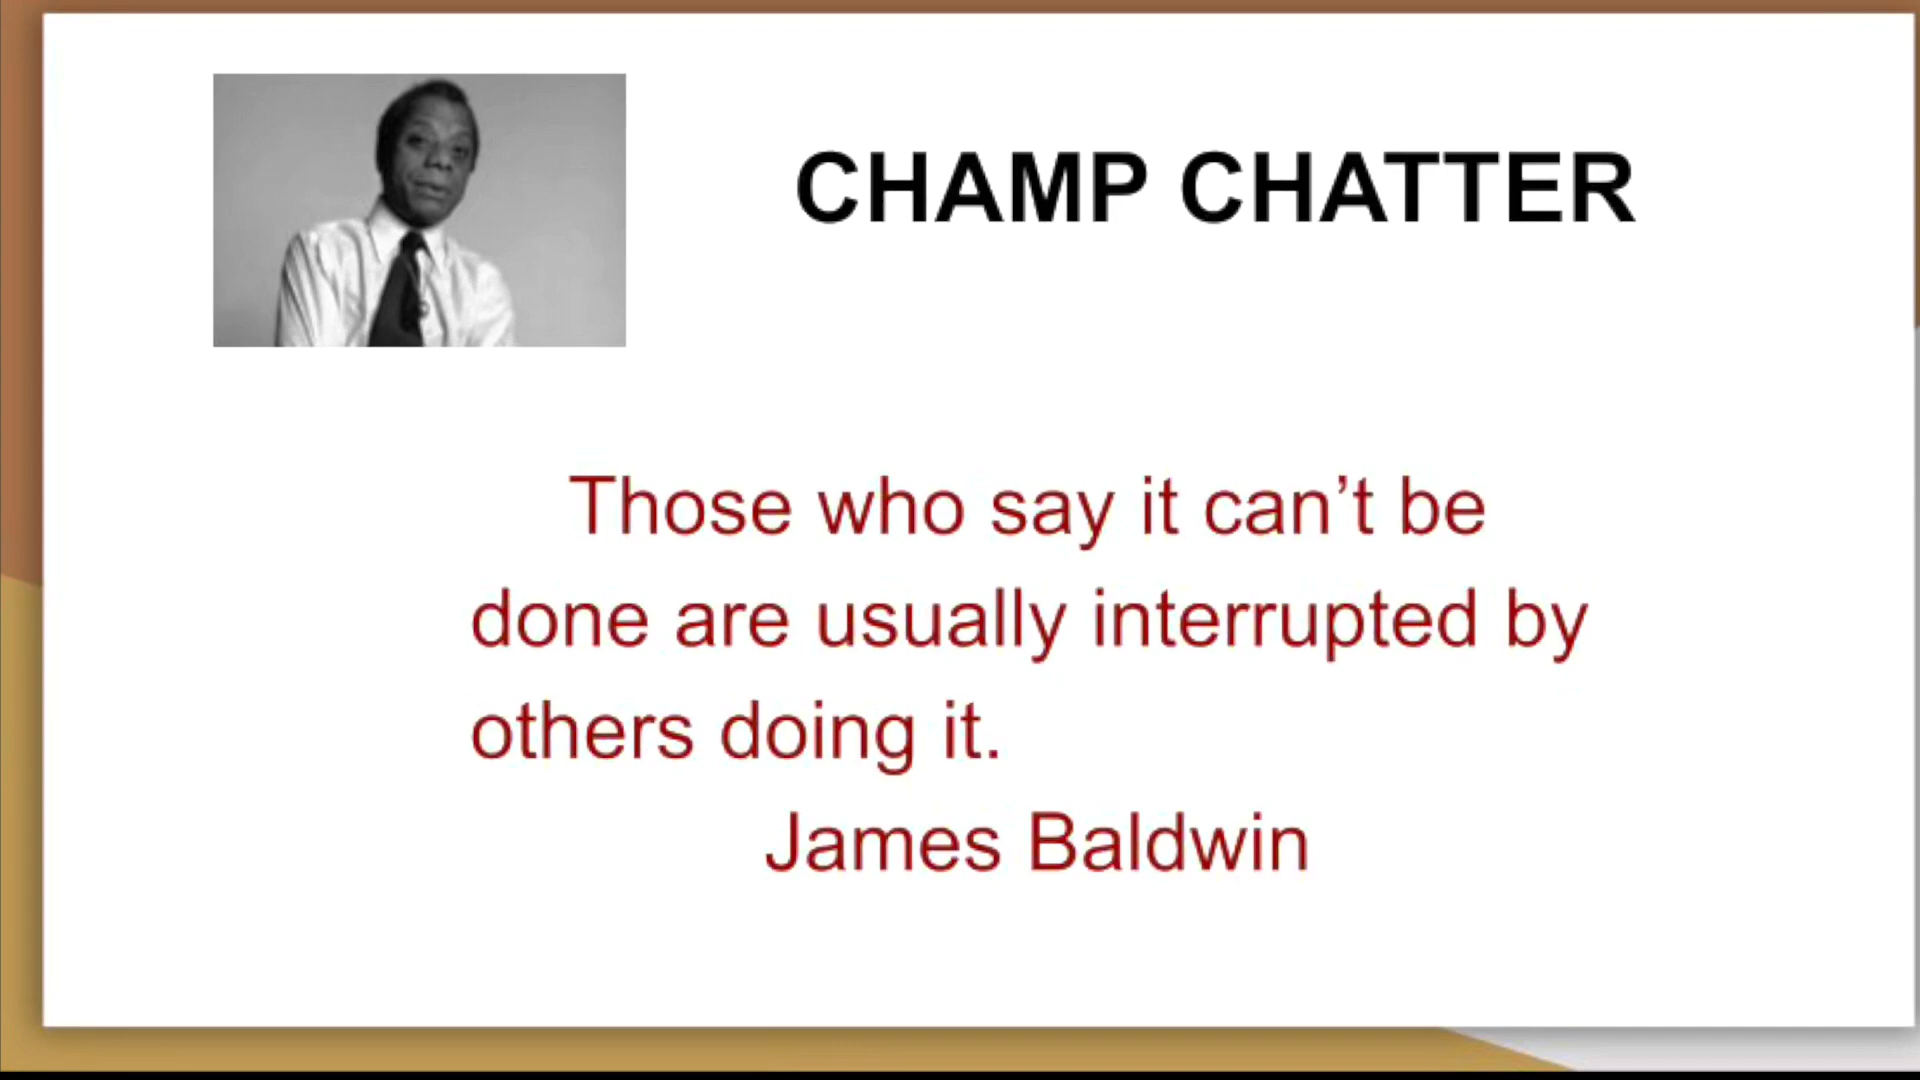 CHAMP CHATTER
Those who say it can’t be
done are usually interrupted by
others doing it.
James Baldwin